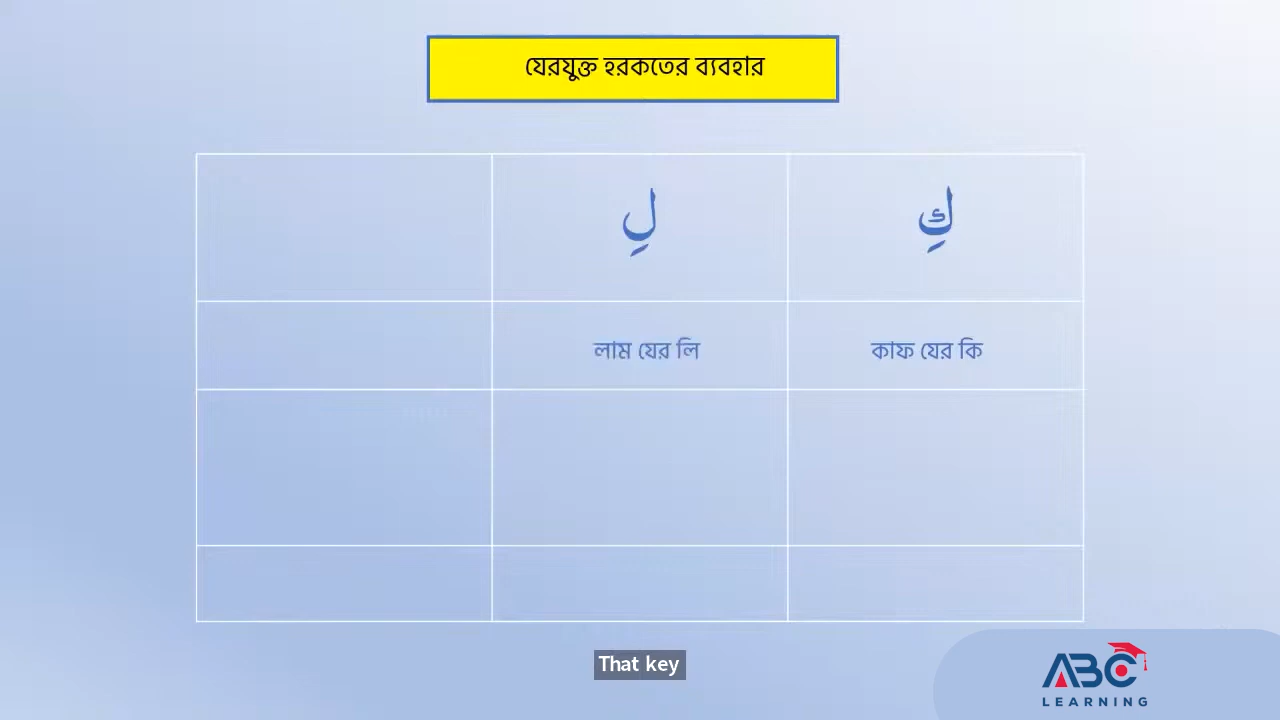 যেরযুক্ত হরকতের ব্যবহার
لِ كِ
লাম যের লি কাফ যের কি
That key
ABC
LEARNING